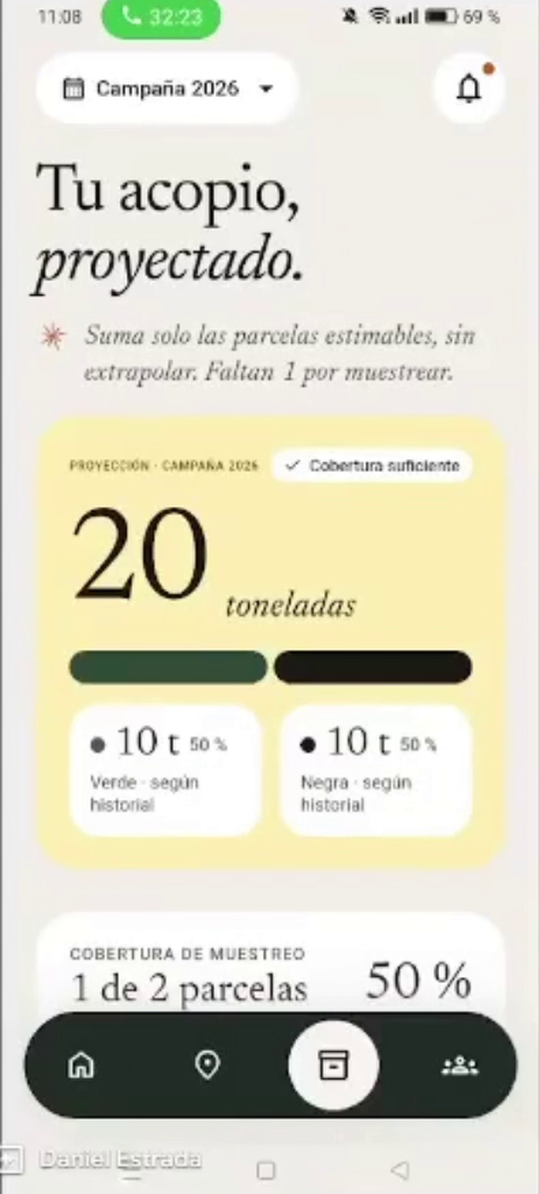 11:08 32:23 69 %
Campaña 2026
Tu acopio,
proyectado.
Suma solo las parcelas estimables, sin
extrapolar. Faltan 1 por muestrear.
PROYECCIÓN · CAMPAÑA 2026 Cobertura suficiente
20 toneladas
10 t 50 % 10 t 50 %
Verde · según
historial
Negra · según
historial
COBERTURA DE MUESTREO
1 de 2 parcelas 50 %
Daniel Estrada